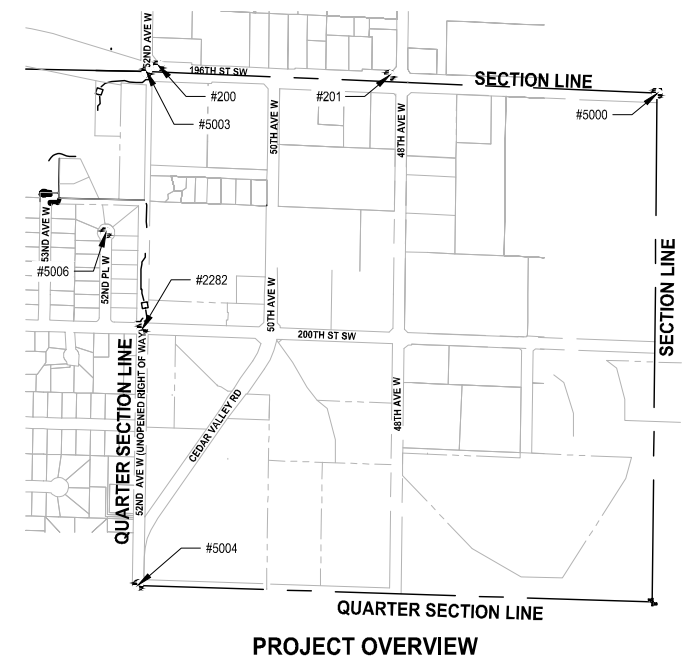 52ND AVE W
196TH ST SW
SECTION LINE
#200
#201
#5000
#5003
50TH AVE W
48TH AVE W
53ND AVE W
52ND PL W
#5006
#2282
50TH AVE W
SECTION LINE
200TH ST SW
QUARTER SECTION LINE
52ND AVE W (UNOPENED RIGHT OF WAY)
CEDAR VALLEY RD
48TH AVE W
#5004
QUARTER SECTION LINE
PROJECT OVERVIEW